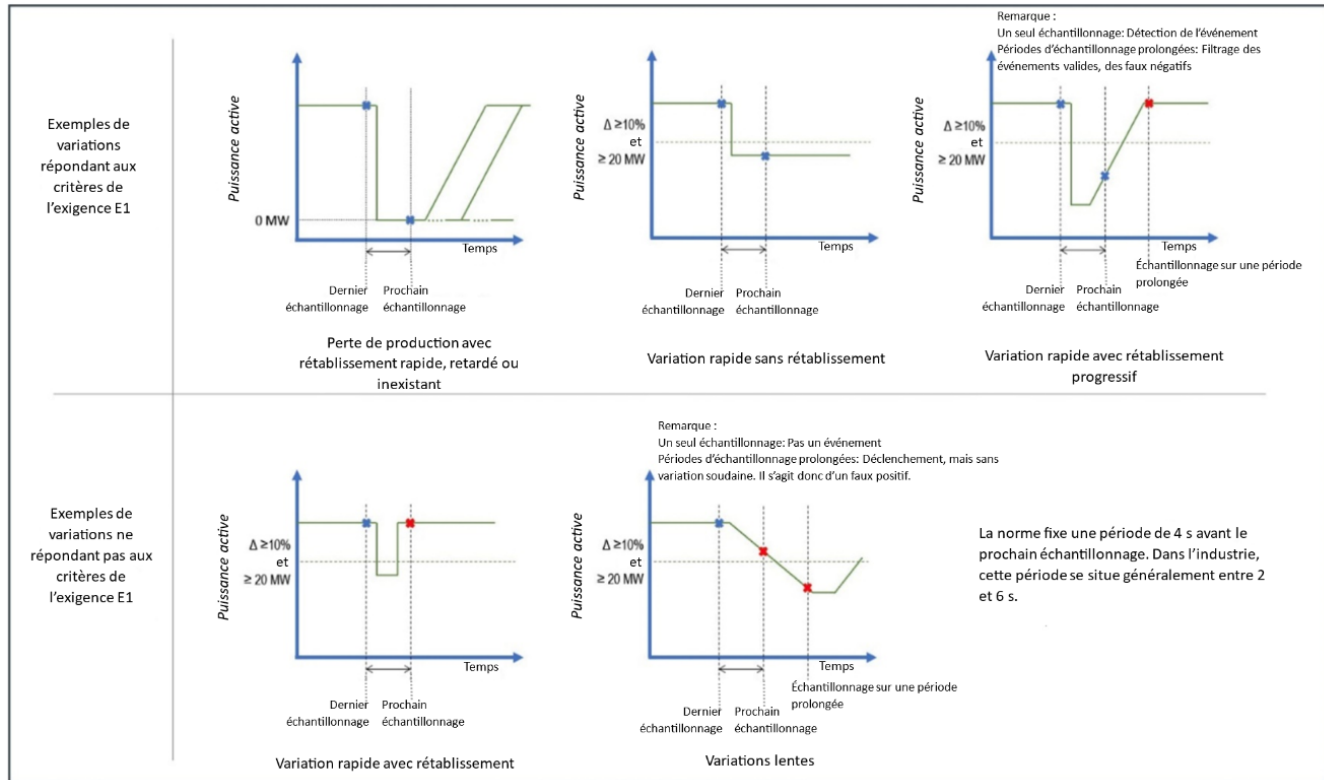 Exemples de
variations
répondant aux
critères de
l'exigence E1
Puissance active
0 MW
Temps
Dernier
échantillonnage
Prochain
échantillonnage
Perte de production avec
rétablissement rapide, retardé ou
inexistant
Puissance active
Δ ≥10%
et
≥ 20 MW
Temps
Dernier
échantillonnage
Prochain
échantillonnage
Variation rapide sans rétablissement
Remarque :
Un seul échantillonnage: Détection de l'événement
Périodes d'échantillonnage prolongées: Filtrage des
événements valides, des faux négatifs
Puissance active
Δ ≥10%
et
≥ 20 MW
Temps
Échantillonnage sur une période
prolongée
Dernier
échantillonnage
Prochain
échantillonnage
Variation rapide avec rétablissement
progressif
Exemples de
variations ne
répondant pas aux
critères de
l'exigence E1
Puissance active
Δ ≥10%
et
≥ 20 MW
Temps
Dernier
échantillonnage
Prochain
échantillonnage
Variation rapide avec rétablissement
Remarque :
Un seul échantillonnage: Pas un événement
Périodes d'échantillonnage prolongées: Déclenchement, mais sans
variation soudaine. Il s'agit donc d'un faux positif.
Puissance active
Δ ≥10%
et
≥ 20 MW
Temps
Échantillonnage sur une période
prolongée
Dernier
échantillonnage
Prochain
échantillonnage
Variations lentes
La norme fixe une période de 4 s avant le
prochain échantillonnage. Dans l'industrie,
cette période se situe généralement entre 2
et 6 s.